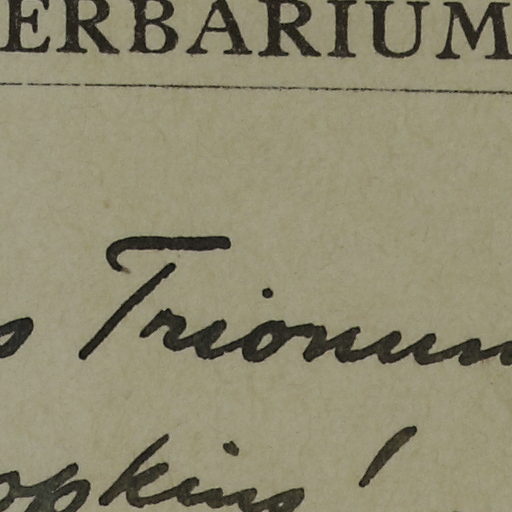 ERBARIUM
s Trionum
opkins /